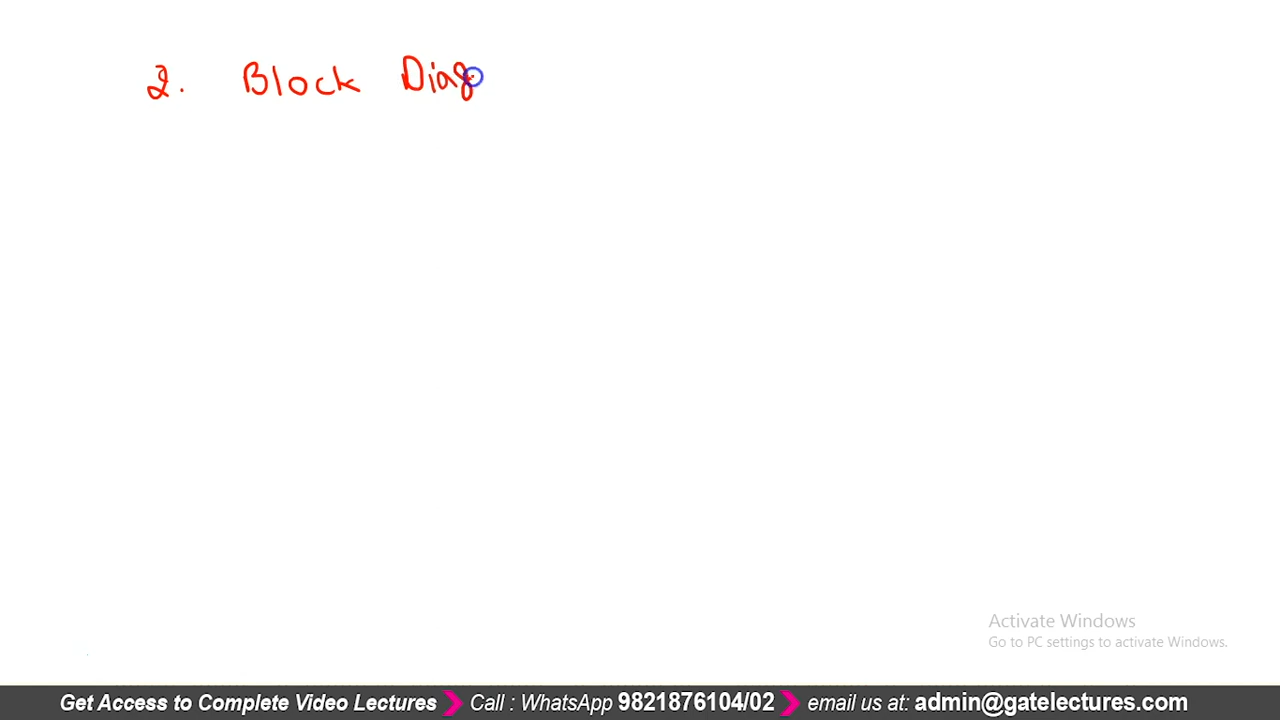 2. Block Diag
Activate Windows
Go to PC settings to activate Windows.
Get Access to Complete Video Lectures Call : WhatsApp 9821876104/02 email us at: admin@gatelectures.com